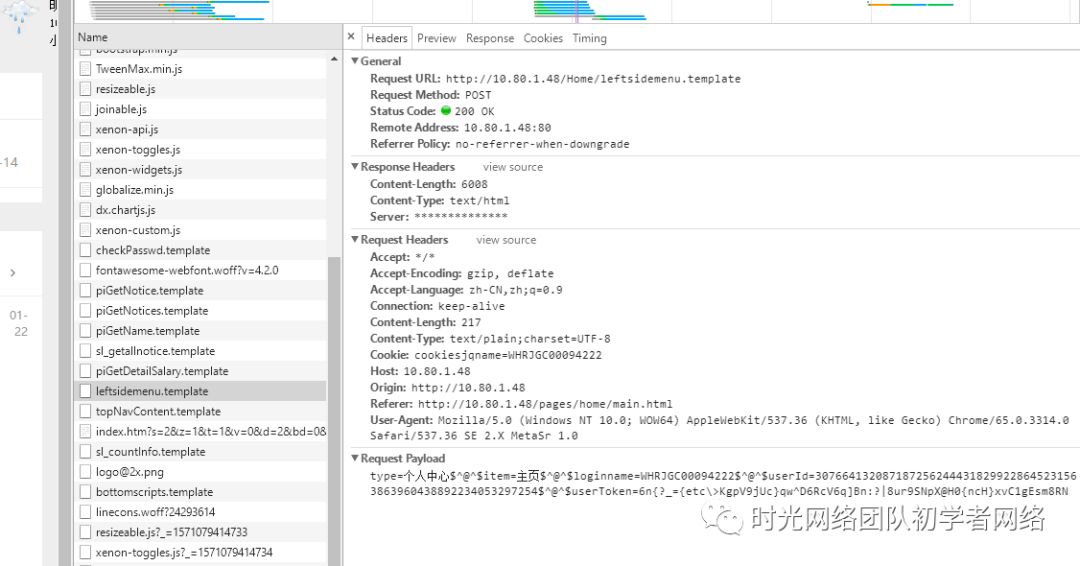 Name
bootstrap.min.js
TweenMax.min.js
resizeable.js
joinable.js
xenon-api.js
xenon-toggles.js
xenon-widgets.js
globalize.min.js
dx.chartjs.js
xenon-custom.js
checkPasswd.template
fontawesome-webfont.woff?v=4.2.0
piGetNotice.template
piGetNotices.template
piGetName.template
sl_getallnotice.template
piGetDetailSalary.template
leftsidemenu.template
topNavContent.template
index.htm?s=2&z=1&t=1&v=0&d=2&bd=0&
sl_countInfo.template
logo@2x.png
bottomscripts.template
linecons.woff?24293614
resizeable.js?_=1571079414733
xenon-toggles.js?_=1571079414734
-14
›
01-
22
× Headers Preview Response Cookies Timing
▼General
Request URL: http://10.80.1.48/Home/leftsidemenu.template
Request Method: POST
Status Code: 200 OK
Remote Address: 10.80.1.48:80
Referrer Policy: no-referrer-when-downgrade
▼Response Headers view source
Content-Length: 6008
Content-Type: text/html
Server: **************
▼Request Headers view source
Accept: */*
Accept-Encoding: gzip, deflate
Accept-Language: zh-CN,zh;q=0.9
Connection: keep-alive
Content-Length: 217
Content-Type: text/plain;charset=UTF-8
Cookie: cookiesjqname=WHRJGC00094222
Host: 10.80.1.48
Origin: http://10.80.1.48
Referer: http://10.80.1.48/pages/home/main.html
User-Agent: Mozilla/5.0 (Windows NT 10.0; WOW64) AppleWebKit/537.36 (KHTML, like Gecko) Chrome/65.0.3314.0
Safari/537.36 SE 2.X MetaSr 1.0
▼Request Payload
type=个人中心$^@^$item=主页$^@^$loginname=WHRJGC00094222$^@^$userId=307664132087187256244431829922864523156
38639604388922340532972​54$^@^$userToken=6n{?_={etc\>KgpV9jUc}qw^D6RcV6q]Bn:?|8ur9SNpX@H0{ncH}xvC1gEsm8RN
时光网络团队初学者网络